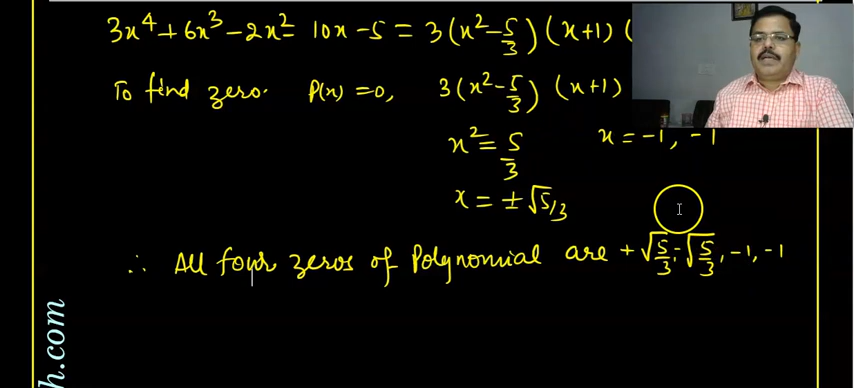 3x⁴ + 6x³ - 2x² - 10x - 5 = 3(x² - 5/3) (x+1) (
To find zero. P(x) = 0, 3(x² - 5/3) (x+1)
x² = 5/3 x = -1, -1
x = ± √5/3
∴ All four zeros of Polynomial are + √5/3, - √5/3, -1, -1
h.com